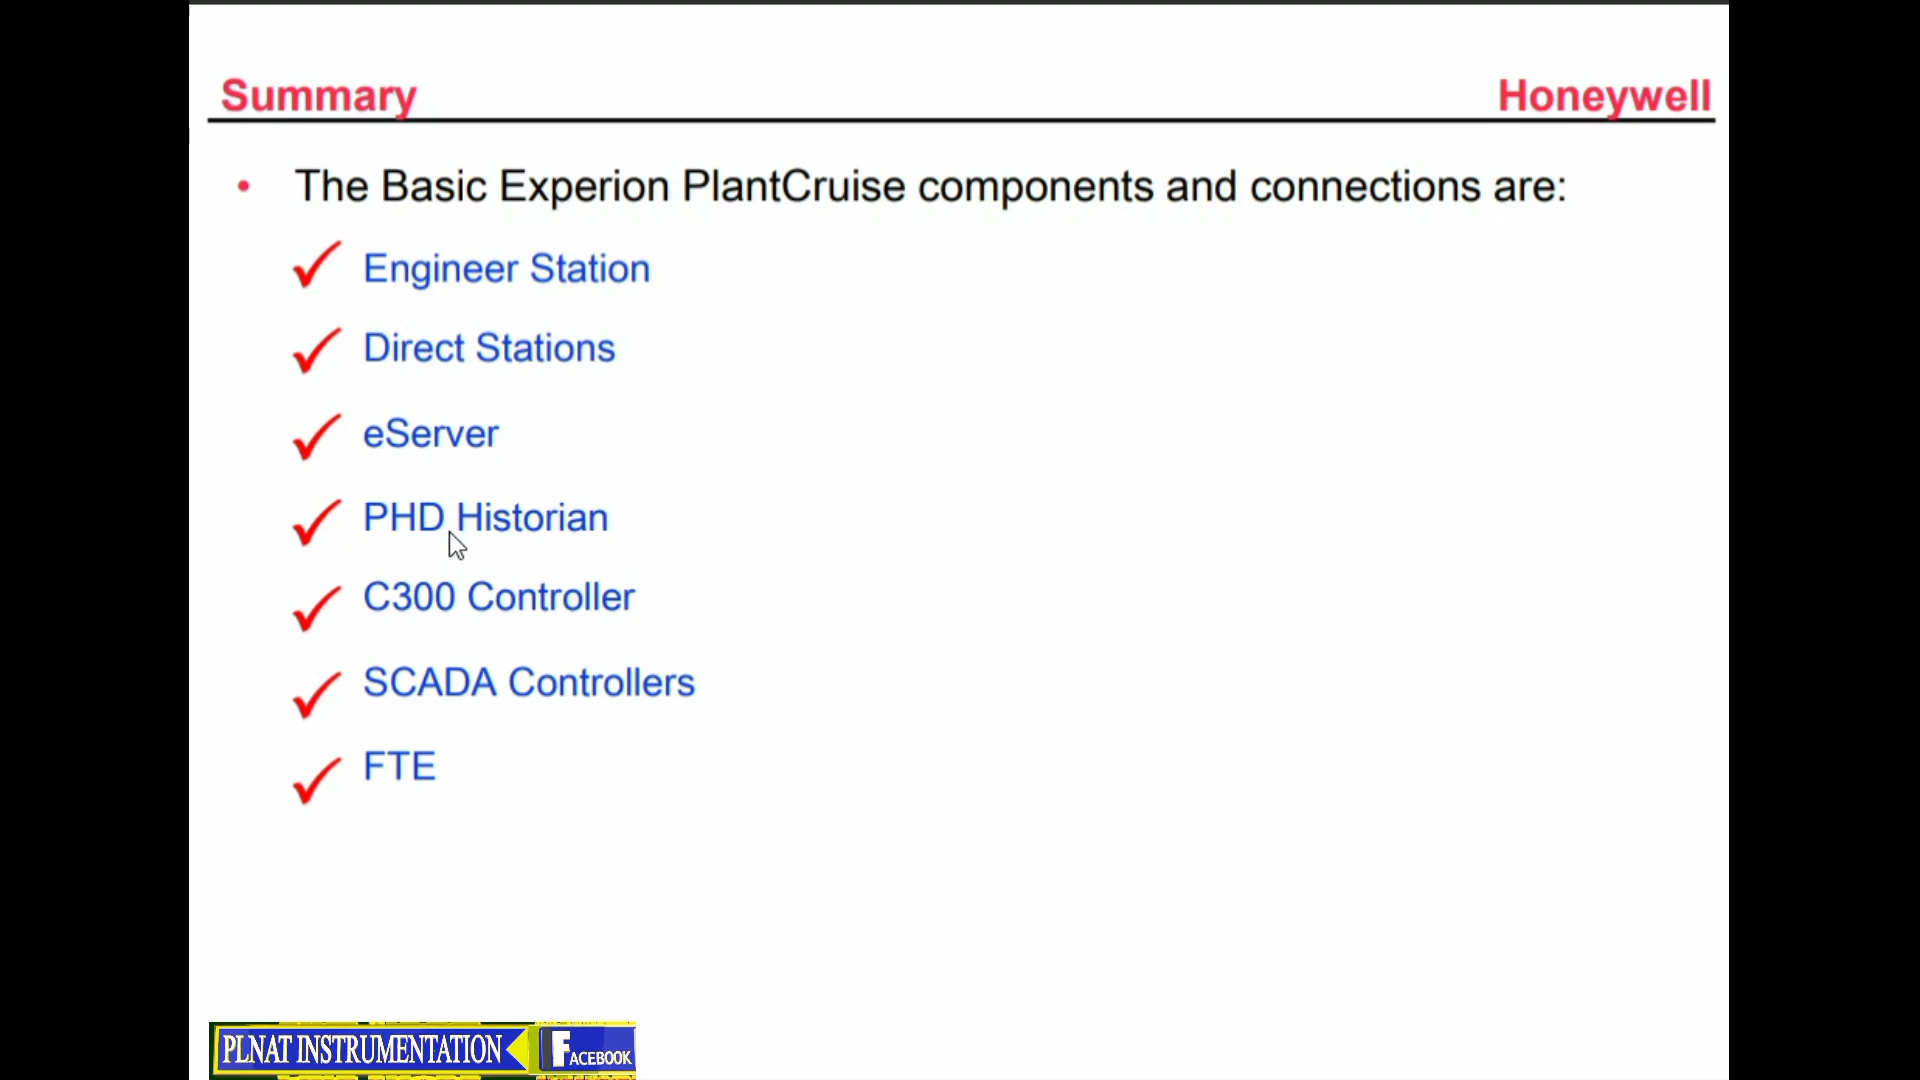 Summary Honeywell
• The Basic Experion PlantCruise components and connections are:
Engineer Station
Direct Stations
eServer
PHD Historian
C300 Controller
SCADA Controllers
FTE
PLNAT INSTRUMENTATION FACEBOOK